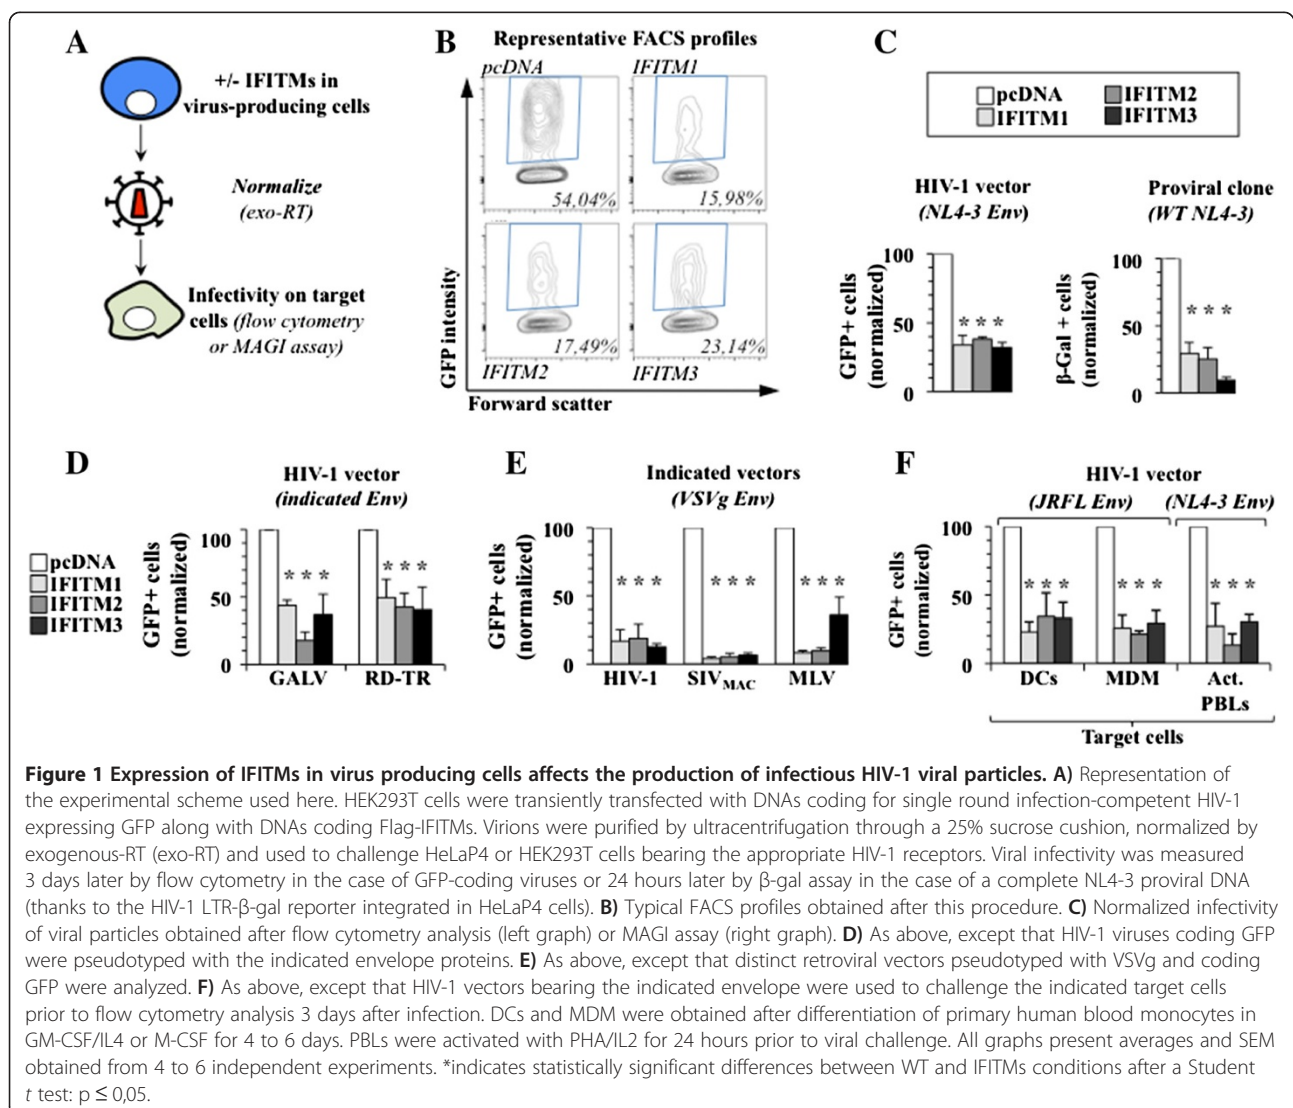 A
+/- IFITMs in
virus-producing cells
Normalize
(exo-RT)
Infectivity on target
cells (flow cytometry
or MAGI assay)
B
Representative FACS profiles
pcDNA
IFITM1
54,04%
15,98%
17,49%
23,14%
IFITM2
IFITM3
GFP intensity
Forward scatter
C
pcDNA
IFITM2
IFITM1
IFITM3
HIV-1 vector
(NL4-3 Env)
GFP+ cells
(normalized)
100
50
0
* * *
Proviral clone
(WT NL4-3)
β-Gal + cells
(normalized)
100
50
0
* * *
D
HIV-1 vector
(indicated Env)
pcDNA
IFITM1
IFITM2
IFITM3
GFP+ cells
(normalized)
100
50
0
* * * * * *
GALV RD-TR
E
Indicated vectors
(VSVg Env)
GFP+ cells
(normalized)
100
50
0
* * * * * * * * *
HIV-1 SIVMAC MLV
F
HIV-1 vector
(JRFL Env) (NL4-3 Env)
GFP+ cells
(normalized)
100
50
0
* * * * * * * * *
DCs MDM Act.
PBLs
Target cells
Figure 1 Expression of IFITMs in virus producing cells affects the production of infectious HIV-1 viral particles. A) Representation of
the experimental scheme used here. HEK293T cells were transiently transfected with DNAs coding for single round infection-competent HIV-1
expressing GFP along with DNAs coding Flag-IFITMs. Virions were purified by ultracentrifugation through a 25% sucrose cushion, normalized by
exogenous-RT (exo-RT) and used to challenge HeLaP4 or HEK293T cells bearing the appropriate HIV-1 receptors. Viral infectivity was measured
3 days later by flow cytometry in the case of GFP-coding viruses or 24 hours later by β-gal assay in the case of a complete NL4-3 proviral DNA
(thanks to the HIV-1 LTR-β-gal reporter integrated in HeLaP4 cells). B) Typical FACS profiles obtained after this procedure. C) Normalized infectivity
of viral particles obtained after flow cytometry analysis (left graph) or MAGI assay (right graph). D) As above, except that HIV-1 viruses coding GFP
were pseudotyped with the indicated envelope proteins. E) As above, except that distinct retroviral vectors pseudotyped with VSVg and coding
GFP were analyzed. F) As above, except that HIV-1 vectors bearing the indicated envelope were used to challenge the indicated target cells
prior to flow cytometry analysis 3 days after infection. DCs and MDM were obtained after differentiation of primary human blood monocytes in
GM-CSF/IL4 or M-CSF for 4 to 6 days. PBLs were activated with PHA/IL2 for 24 hours prior to viral challenge. All graphs present averages and SEM
obtained from 4 to 6 independent experiments. *indicates statistically significant differences between WT and IFITMs conditions after a Student
t test: p ≤ 0,05.